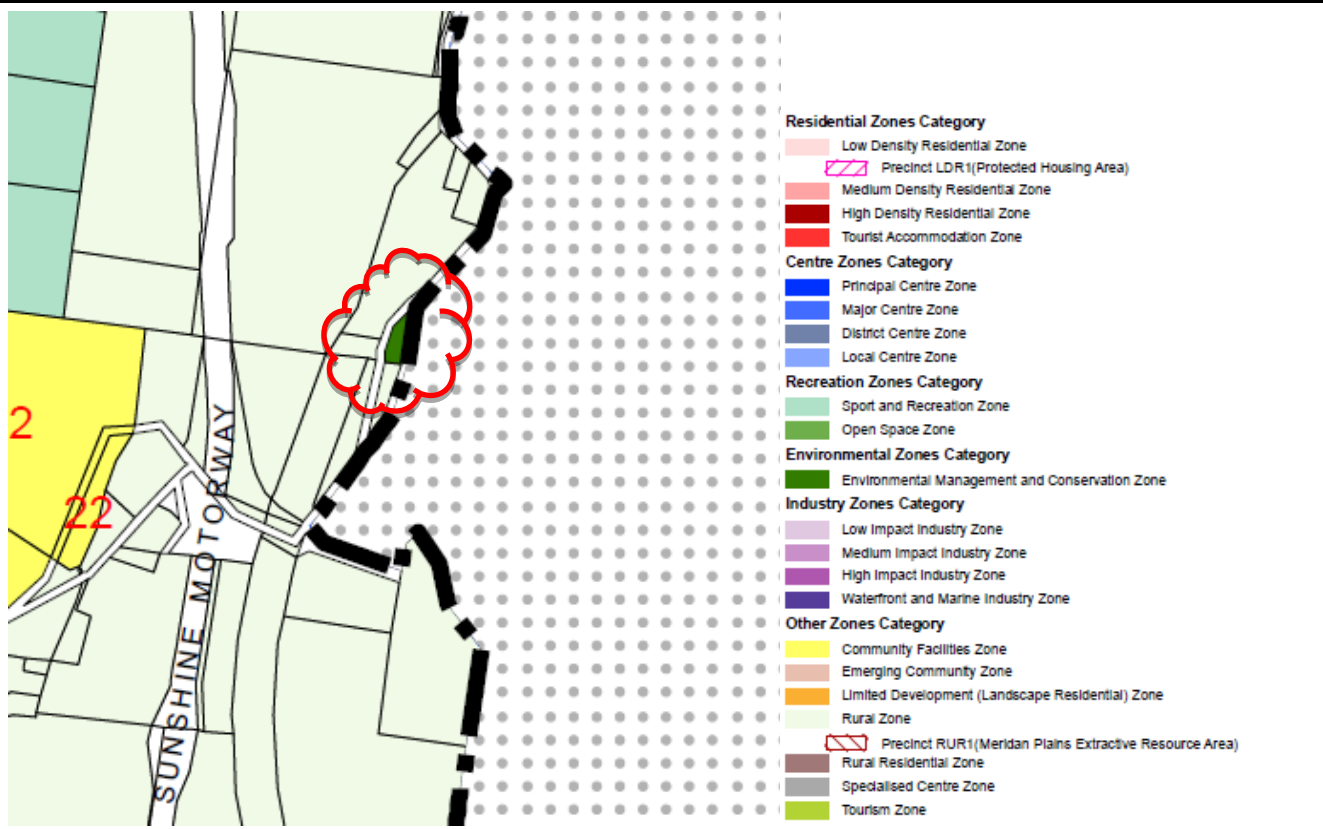 2
22
SUNSHINE MOTORWAY
Residential Zones Category
Low Density Residential Zone
Precinct LDR1(Protected Housing Area)
Medium Density Residential Zone
High Density Residential Zone
Tourist Accommodation Zone
Centre Zones Category
Principal Centre Zone
Major Centre Zone
District Centre Zone
Local Centre Zone
Recreation Zones Category
Sport and Recreation Zone
Open Space Zone
Environmental Zones Category
Environmental Management and Conservation Zone
Industry Zones Category
Low Impact Industry Zone
Medium Impact Industry Zone
High Impact Industry Zone
Waterfront and Marine Industry Zone
Other Zones Category
Community Facilities Zone
Emerging Community Zone
Limited Development (Landscape Residential) Zone
Rural Zone
Precinct RUR1(Meridan Plains Extractive Resource Area)
Rural Residential Zone
Specialised Centre Zone
Tourism Zone